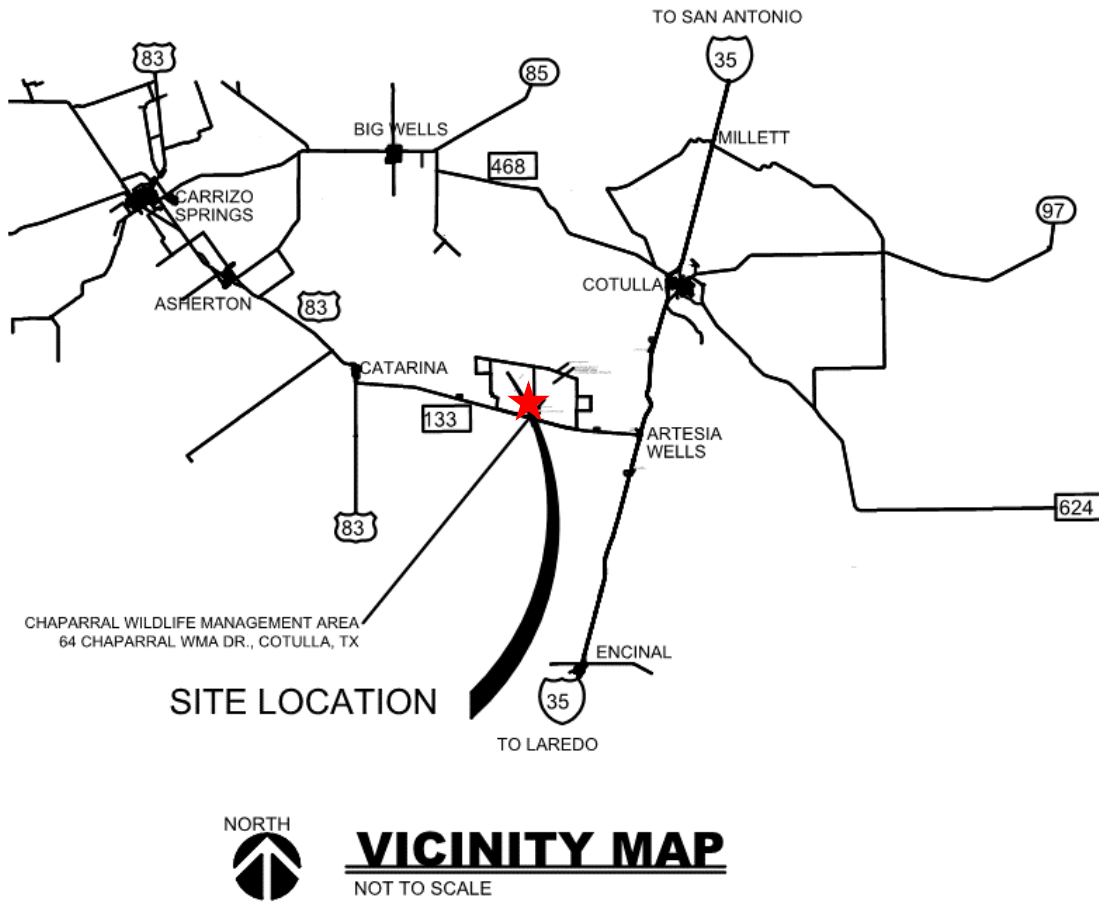 TO SAN ANTONIO
83
35
85
BIG WELLS
MILLETT
468
CARRIZO
SPRINGS
97
COTULLA
ASHERTON
83
CATARINA
133
ARTESIA
WELLS
624
83
CHAPARRAL WILDLIFE MANAGEMENT AREA
64 CHAPARRAL WMA DR., COTULLA, TX
ENCINAL
SITE LOCATION
35
TO LAREDO
NORTH
VICINITY MAP
NOT TO SCALE